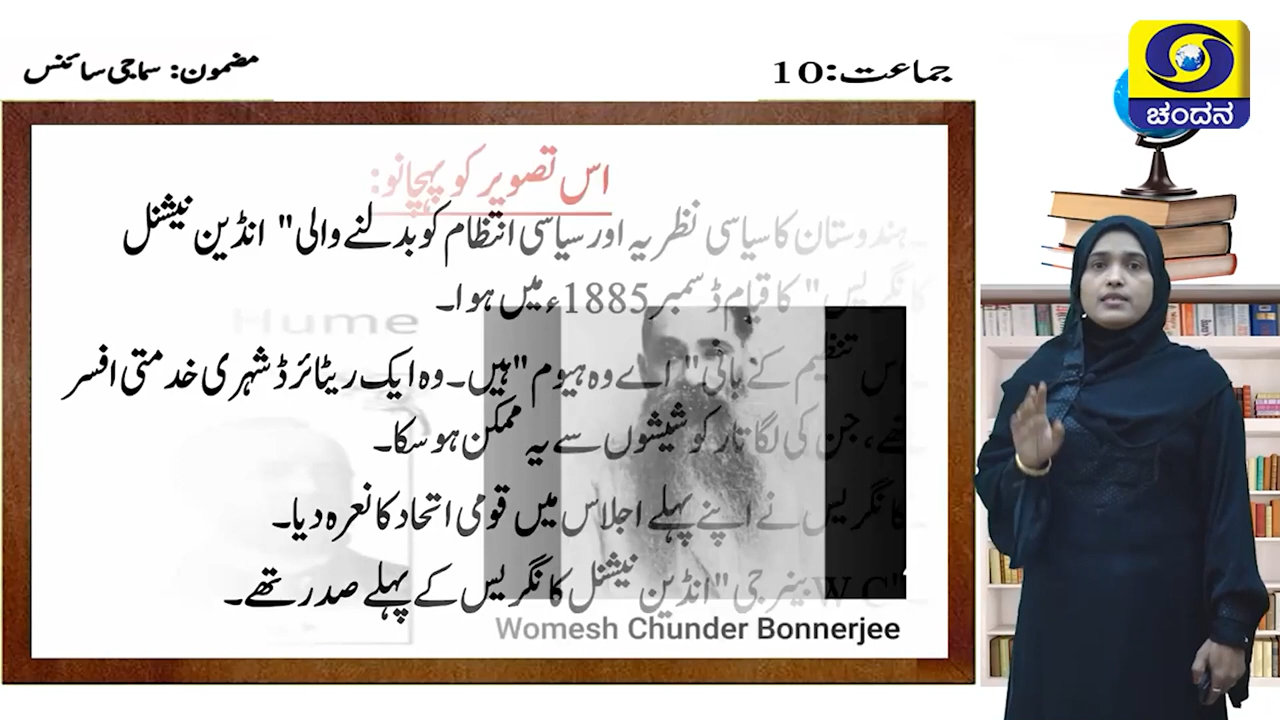 جماعت:10
مضمون: سماجی سائنس
ಚಂದನ
اس تصویر کو پہچانو:
۔ہندوستان کا سیاسی نظریہ اور سیاسی انتظام کو بدلنے والی" انڈین نیشنل
کانگریس" کا قیام ڈسمبر 1885ء میں ہوا۔
۔اس تنظیم کے بانی" اے وہ ہیوم"ہیں۔وہ ایک ریٹائرڈ شہری خدمتی افسر
تھے، جن کی لگاتار کوشیشوں سے یہ ممکن ہوسکا۔
۔کانگریس نے اپنے پہلے اجلاس میں قومی اتحاد کا نعرہ دیا۔
۔"W C بینرجی "انڈین نیشنل کانگریس کے پہلے صدر تھے۔
Hume
Womesh Chunder Bonnerjee